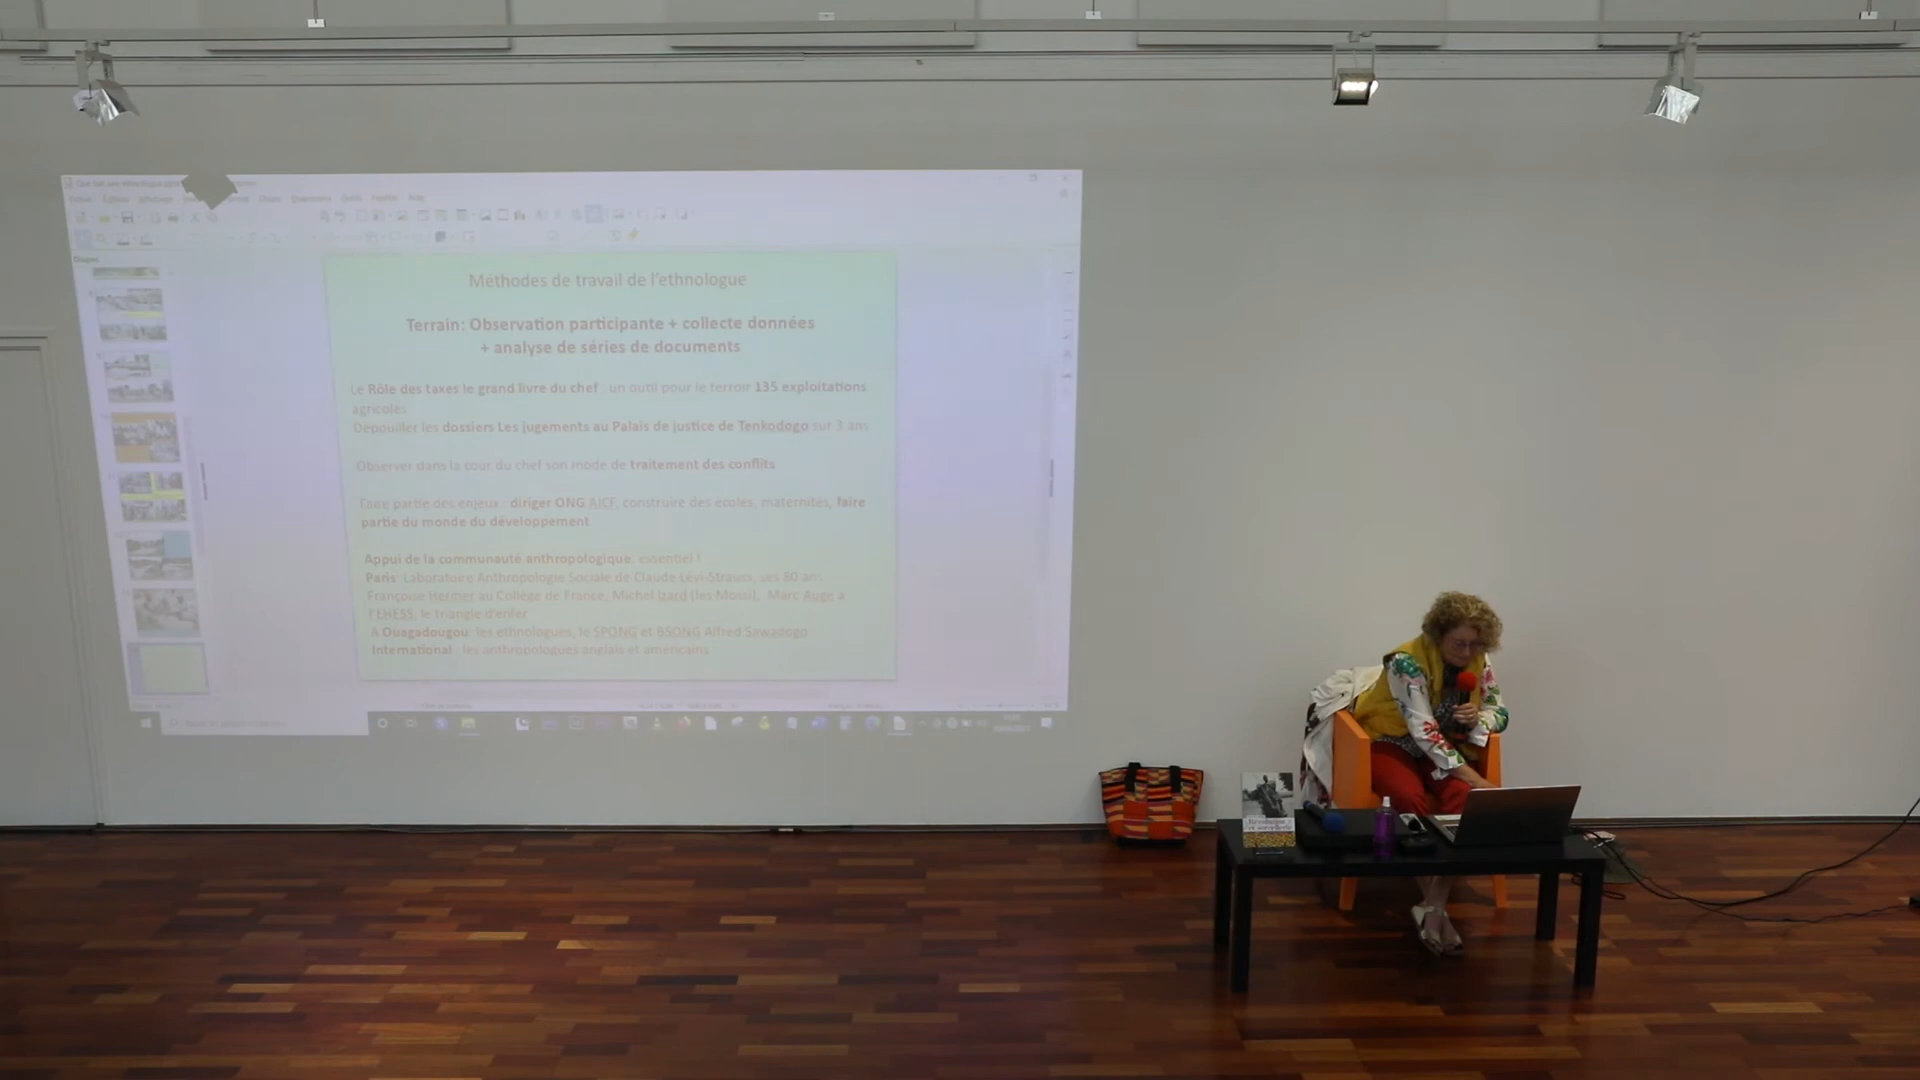 Méthodes de travail de l'ethnologue
Terrain: Observation participante + collecte données
+ analyse de séries de documents
Le Rôle des taxes le grand livre du chef : un outil pour le terroir 135 exploitations
agricoles
Dépouiller les dossiers Les jugements au Palais de justice de Tenkodogo sur 3 ans
Observer dans la cour du chef son mode de traitement des conflits
Faire partie des enjeux : diriger ONG AICF, construire des écoles, maternités, faire
partie du monde du développement
Appui de la communauté anthropologique: essentiel !
Paris: Laboratoire Anthropologie Sociale de Claude Lévi-Strauss, ses 80 ans
Françoise Héritier au Collège de France, Michel Izard (les Mossi), Marc Augé à
l'EHESS, le triangle d'enfer
A Ouagadougou: les ethnologues, le SPONG et BSONG Alfred Sawadogo
International : les anthropologues anglais et américains